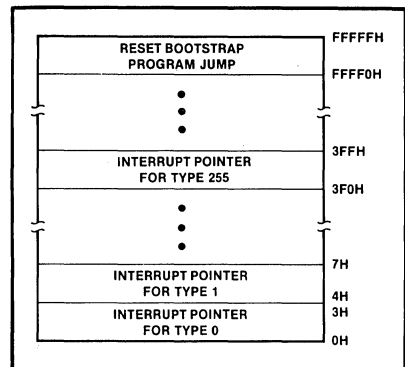 RESET BOOTSTRAP
PROGRAM JUMP
FFFFFH
FFFF0H
3FFH
INTERRUPT POINTER
FOR TYPE 255
3F0H
7H
INTERRUPT POINTER
FOR TYPE 1
4H
3H
INTERRUPT POINTER
FOR TYPE 0
0H